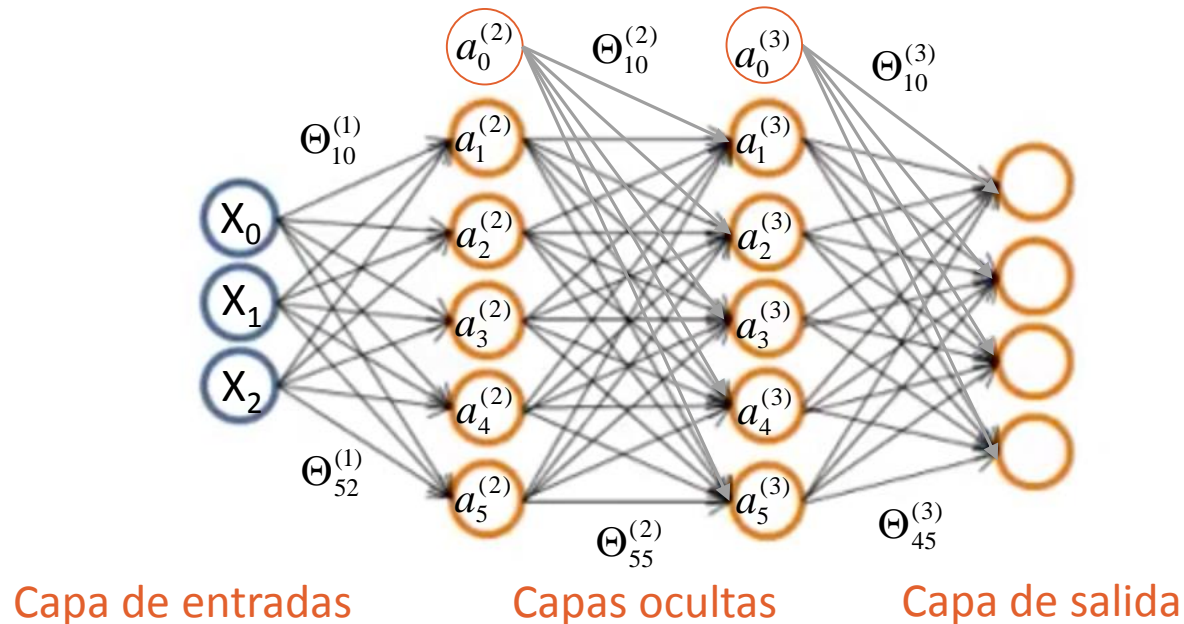 a₀⁽²⁾ Θ₁₀⁽²⁾ a₀⁽³⁾ Θ₁₀⁽³⁾
Θ₁₀⁽¹⁾ a₁⁽²⁾ a₁⁽³⁾
X₀ a₂⁽²⁾ a₂⁽³⁾
X₁ a₃⁽²⁾ a₃⁽³⁾
X₂ a₄⁽²⁾ a₄⁽³⁾
Θ₅₂⁽¹⁾ a₅⁽²⁾ Θ₅₅⁽²⁾ a₅⁽³⁾ Θ₄₅⁽³⁾
Capa de entradas Capas ocultas Capa de salida